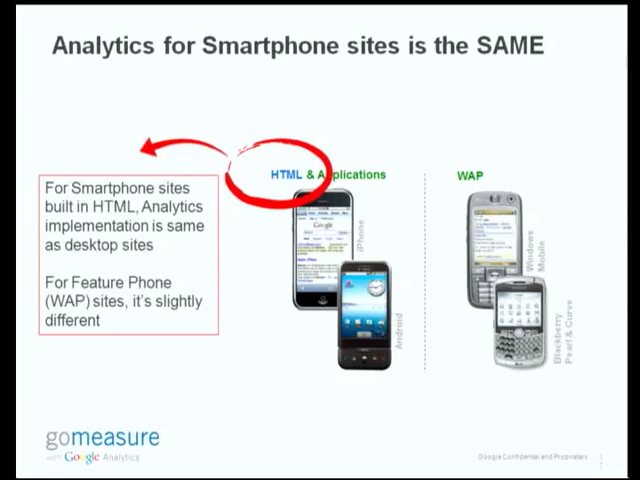 Analytics for Smartphone sites is the SAME
HTML & Applications
WAP
For Smartphone sites
built in HTML, Analytics
implementation is same
as desktop sites
For Feature Phone
(WAP) sites, it's slightly
different
iPhone
Android
Windows
Mobile
Blackberry
Pearl & Curve
Google
gomeasure
with Google Analytics
Google Confidential and Proprietary